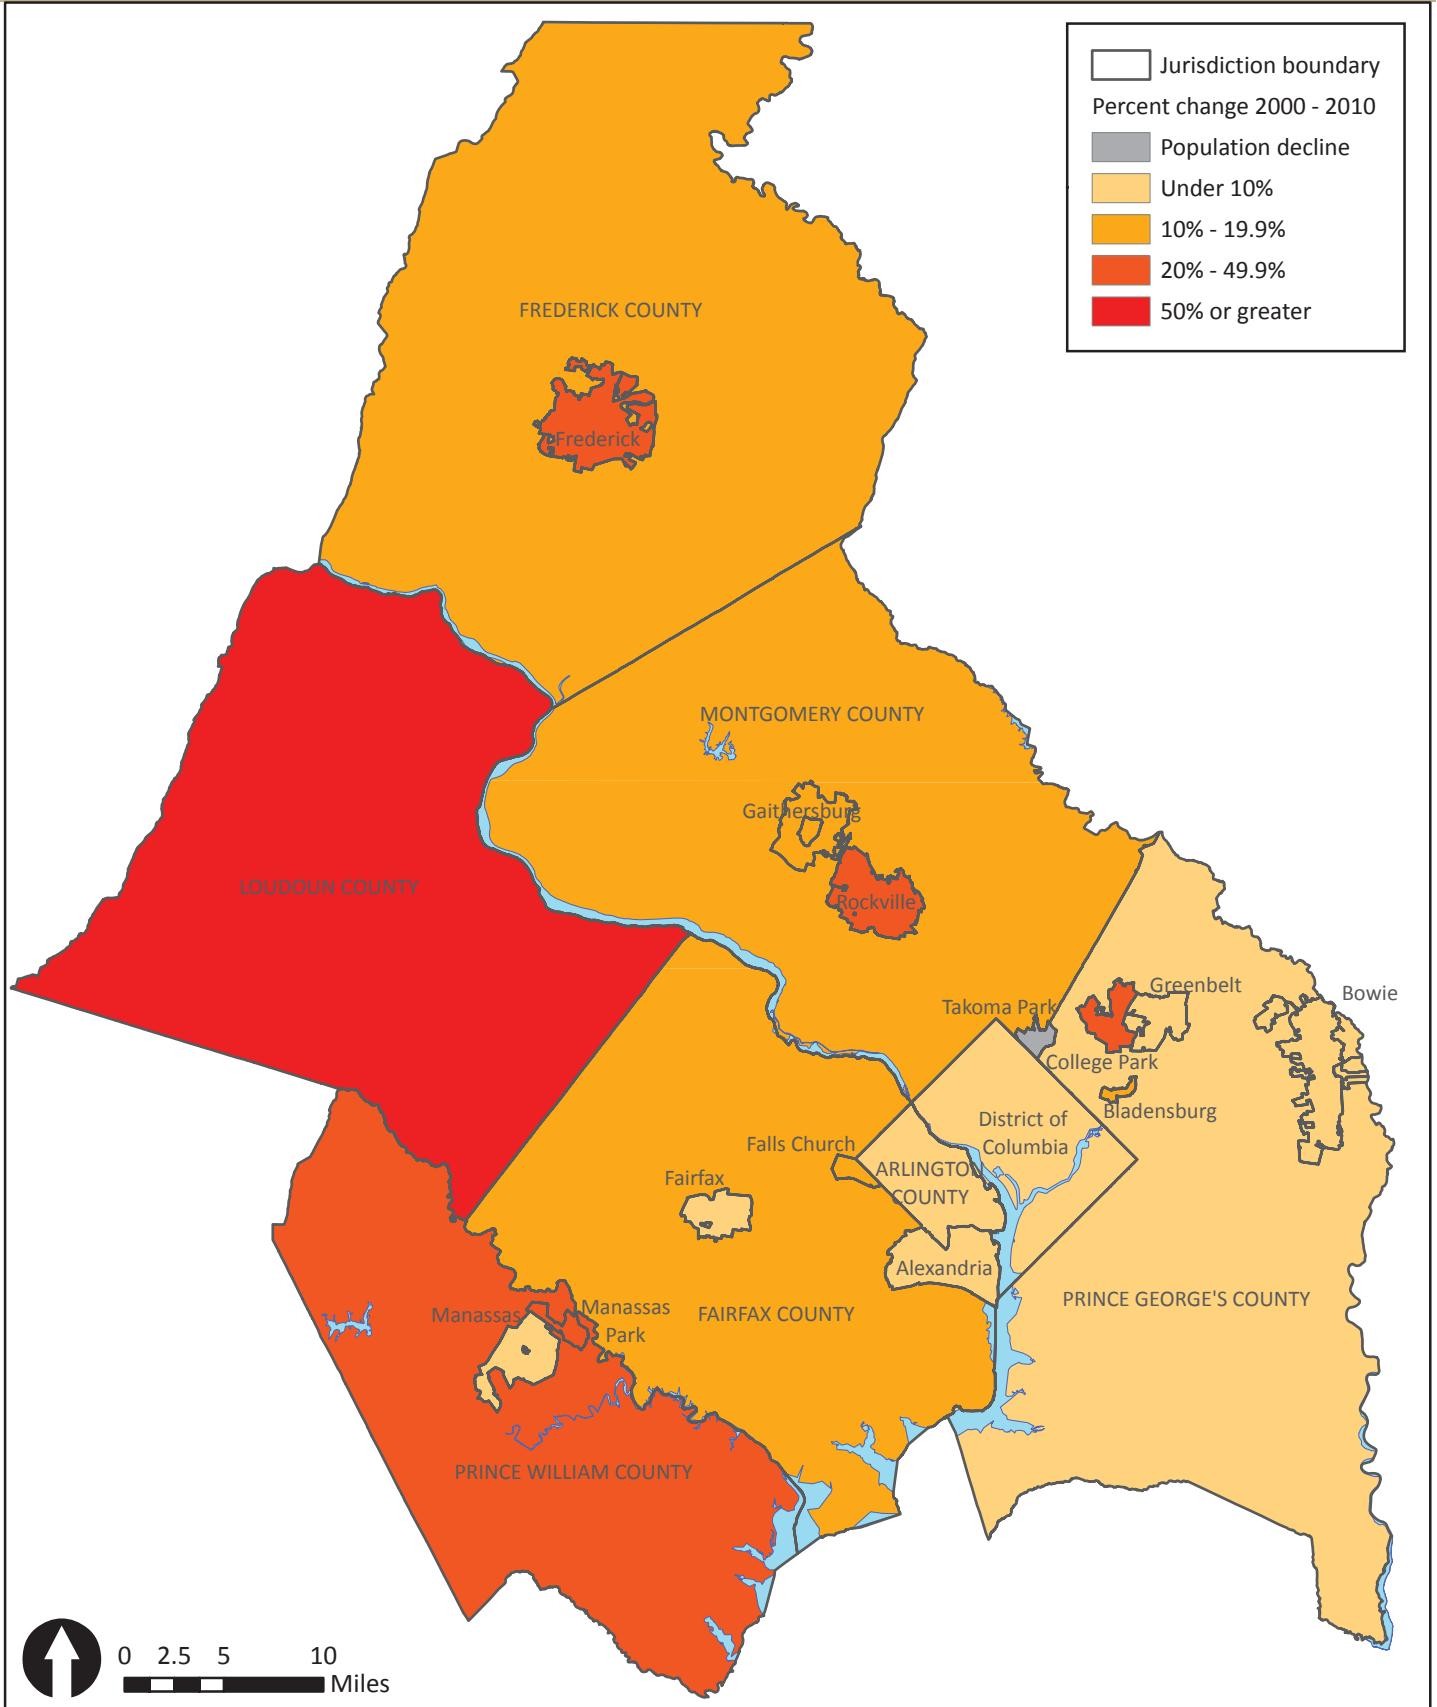 Jurisdiction boundary
Percent change 2000 - 2010
Population decline
Under 10%
10% - 19.9%
20% - 49.9%
50% or greater
FREDERICK COUNTY
Frederick
MONTGOMERY COUNTY
Gaithersburg
LOUDOUN COUNTY
Rockville
Greenbelt
Bowie
Takoma Park
College Park
Bladensburg
District of
Columbia
Falls Church
ARLINGTON
COUNTY
Fairfax
Alexandria
PRINCE GEORGE'S COUNTY
Manassas
Manassas
Park
FAIRFAX COUNTY
PRINCE WILLIAM COUNTY
0 2.5 5 10
Miles